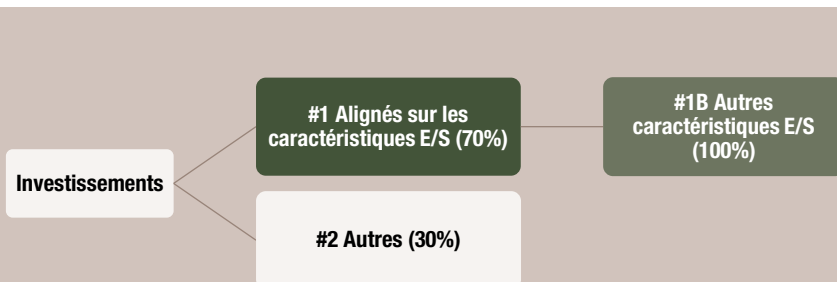 Investissements
#1 Alignés sur les
caractéristiques E/S (70%)
#2 Autres (30%)
#1B Autres
caractéristiques E/S
(100%)